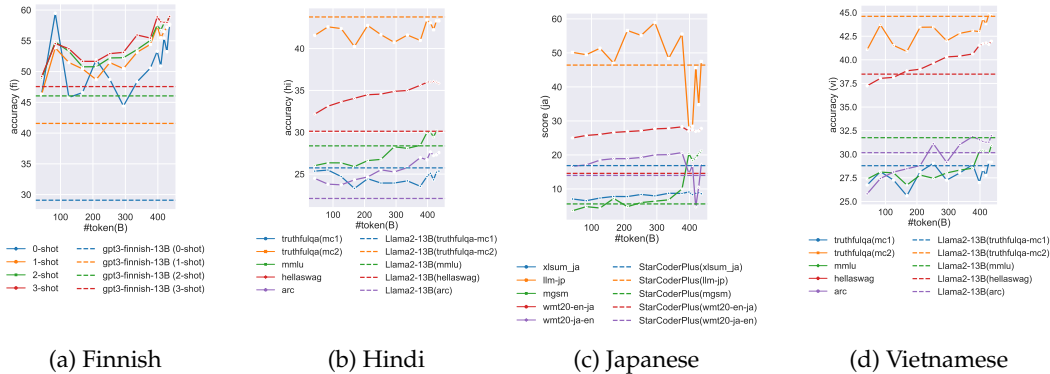 accuracy (fi)
60
55
50
45
40
35
30
100 200 300 400
#token(B)
0-shot gpt3-finnish-13B (0-shot)
1-shot gpt3-finnish-13B (1-shot)
2-shot gpt3-finnish-13B (2-shot)
3-shot gpt3-finnish-13B (3-shot)
(a) Finnish
accuracy (hi)
40
35
30
25
100 200 300 400
#token(B)
truthfulqa(mc1) Llama2-13B(truthfulqa-mc1)
truthfulqa(mc2) Llama2-13B(truthfulqa-mc2)
mmlu Llama2-13B(mmlu)
hellaswag Llama2-13B(hellaswag)
arc Llama2-13B(arc)
(b) Hindi
score (ja)
60
50
40
30
20
10
0
100 200 300 400
#token(B)
xlsum_ja StarCoderPlus(xlsum_ja)
llm-jp StarCoderPlus(llm-jp)
mgsm StarCoderPlus(mgsm)
wmt20-en-ja StarCoderPlus(wmt20-en-ja)
wmt20-ja-en StarCoderPlus(wmt20-ja-en)
(c) Japanese
accuracy (vi)
45.0
42.5
40.0
37.5
35.0
32.5
30.0
27.5
25.0
100 200 300 400
#token(B)
truthfulqa(mc1) Llama2-13B(truthfulqa-mc1)
truthfulqa(mc2) Llama2-13B(truthfulqa-mc2)
mmlu Llama2-13B(mmlu)
hellaswag Llama2-13B(hellaswag)
arc Llama2-13B(arc)
(d) Vietnamese